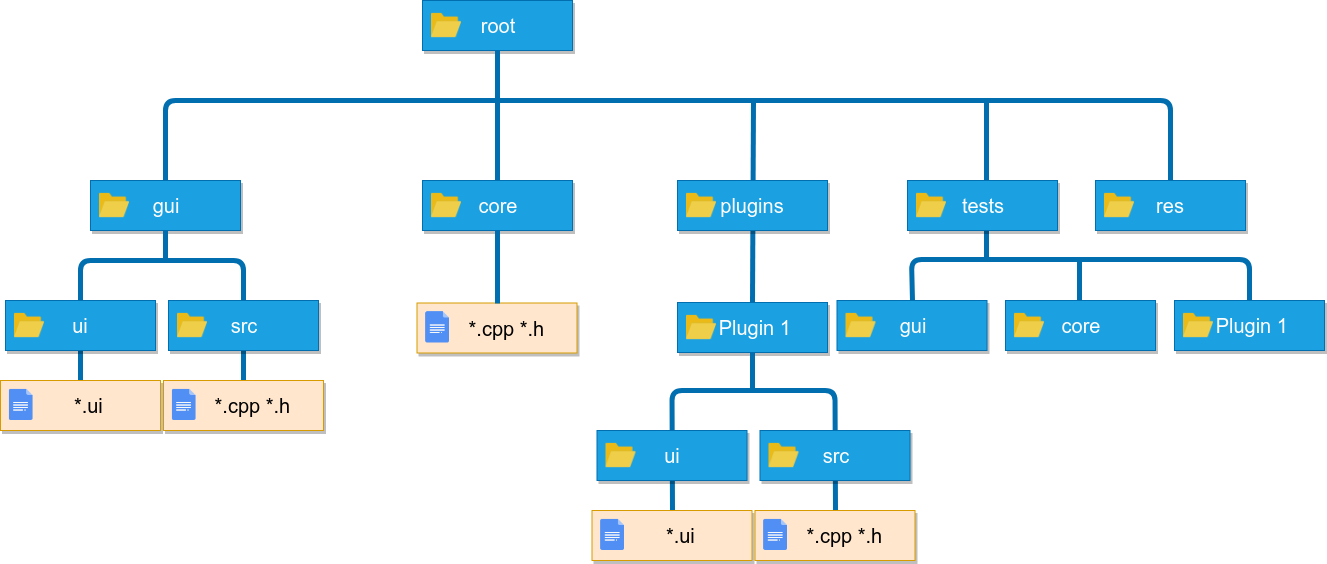 root
gui
core
plugins
tests
res
ui
src
*.cpp *.h
Plugin 1
gui
core
Plugin 1
*.ui
*.cpp *.h
ui
src
*.ui
*.cpp *.h